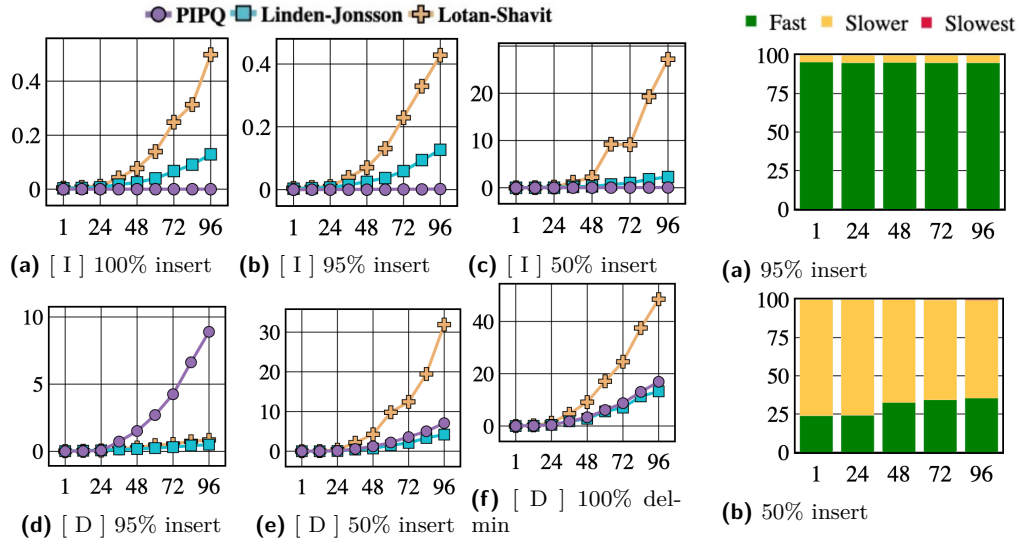 PIPQ Linden-Jonsson Lotan-Shavit
0.4
0.2
0
1 24 48 72 96
(a) [ I ] 100% insert
0.4
0.2
0
1 24 48 72 96
(b) [ I ] 95% insert
20
10
0
1 24 48 72 96
(c) [ I ] 50% insert
10
5
0
1 24 48 72 96
(d) [ D ] 95% insert
30
20
10
0
1 24 48 72 96
(e) [ D ] 50% insert
40
20
0
1 24 48 72 96
(f) [ D ] 100% del-
min
Fast Slower Slowest
100
75
50
25
0
1 24 48 72 96
(a) 95% insert
100
75
50
25
0
1 24 48 72 96
(b) 50% insert